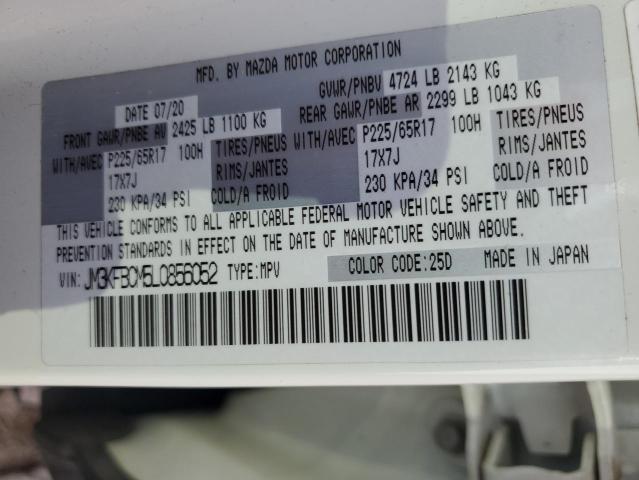 MFD. BY MAZDA MOTOR CORPORATION
DATE 07/20 GVWR/PNBV 4724 LB 2143 KG
FRONT GAWR/PNBE AV 2425 LB 1100 KG REAR GAWR/PNBE AR 2299 LB 1043 KG
WITH/AVEC P225/65R17 100H TIRES/PNEUS WITH/AVEC P225/65R17 100H TIRES/PNEUS
17X7J RIMS/JANTES 17X7J RIMS/JANTES
230 KPA/34 PSI COLD/A FROID 230 KPA/34 PSI COLD/A FROID
THIS VEHICLE CONFORMS TO ALL APPLICABLE FEDERAL MOTOR VEHICLE SAFETY AND THEFT
PREVENTION STANDARDS IN EFFECT ON THE DATE OF MANUFACTURE SHOWN ABOVE.
VIN: JM3KFBCM5L0856052 TYPE:MPV COLOR CODE:25D MADE IN JAPAN